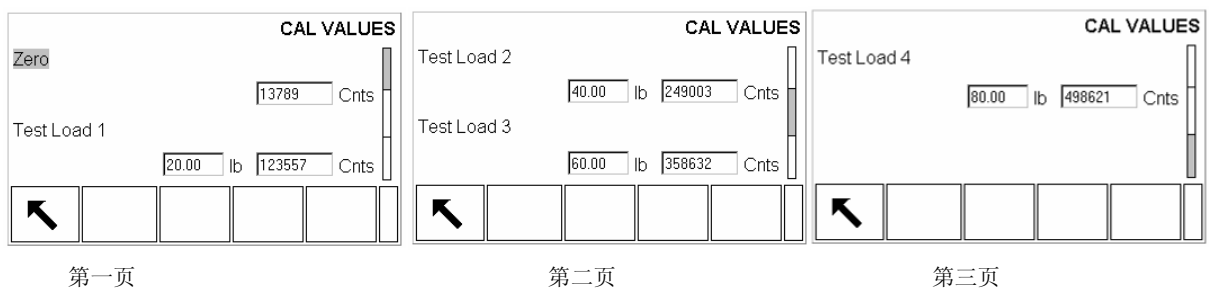 CAL VALUES
Zero
13789 Cnts
Test Load 1
20.00 lb 123557 Cnts
CAL VALUES
Test Load 2
40.00 lb 249003 Cnts
Test Load 3
60.00 lb 358632 Cnts
CAL VALUES
Test Load 4
80.00 lb 498621 Cnts
第一页
第二页
第三页